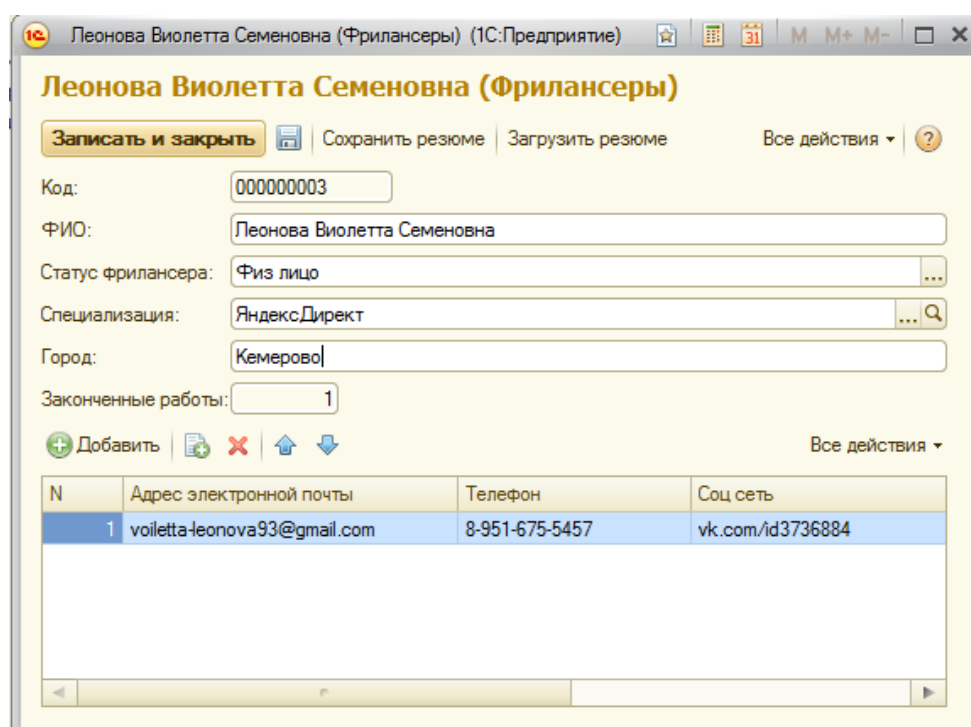 1С Леонова Виолетта Семеновна (Фрилансеры) (1С:Предприятие) 31 M M+ M-
Леонова Виолетта Семеновна (Фрилансеры)
Записать и закрыть Сохранить резюме Загрузить резюме Все действия ?
Код: 000000003
ФИО: Леонова Виолетта Семеновна
Статус фрилансера: Физ лицо ...
Специализация: ЯндексДирект ...
Город: Кемерово
Законченные работы: 1
Добавить Все действия
N Адрес электронной почты Телефон Соц сеть
1 voiletta-leonova93@gmail.com 8-951-675-5457 vk.com/id3736884